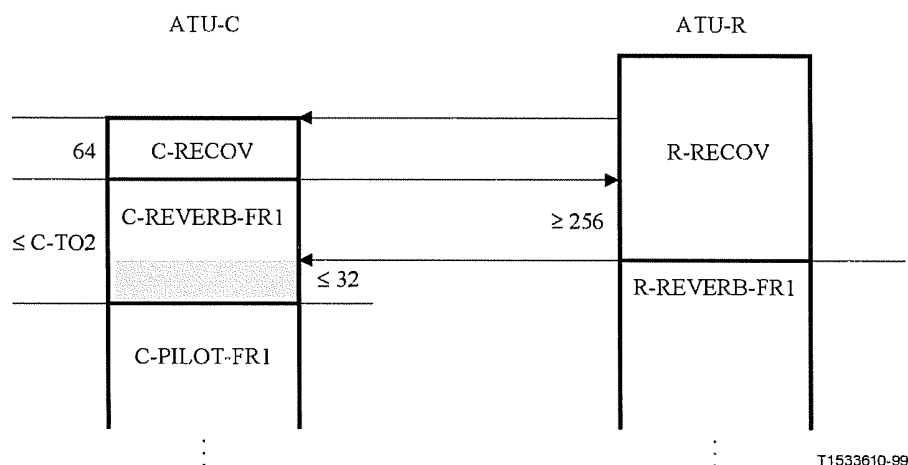 ATU-C
ATU-R
64
C-RECOV
R-RECOV
C-REVERB-FR1
≥ 256
≤ C-TO2
≤ 32
R-REVERB-FR1
C-PILOT-FR1
T1533610-99